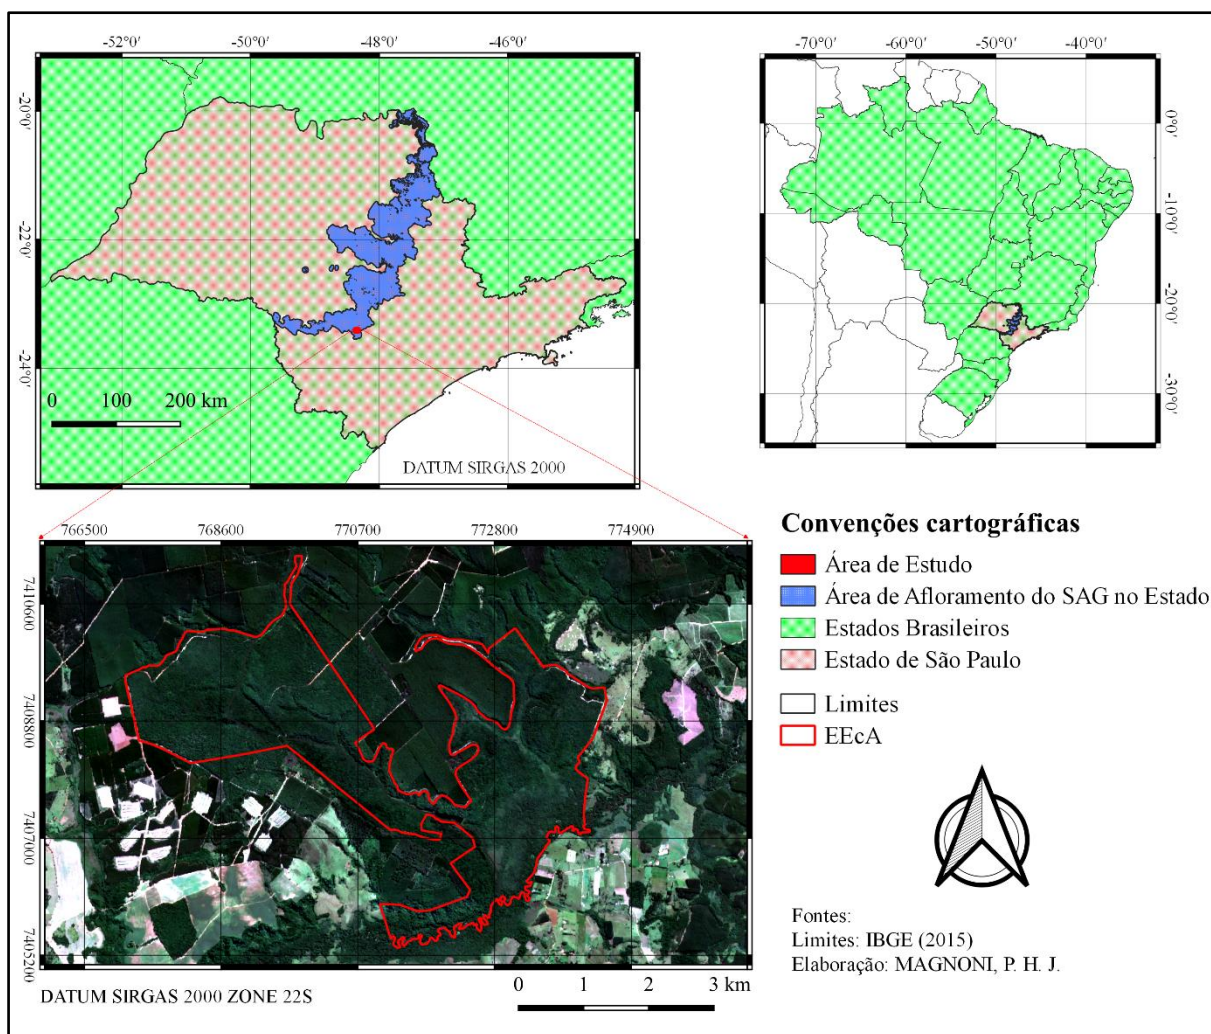 -52°0′ -50°0′ -48°0′ -46°0′
-20°0′
-22°0′
-24°0′
0 100 200 km
DATUM SIRGAS 2000
-70°0′ -60°0′ -50°0′ -40°0′
0°0′
-10°0′
-20°0′
-30°0′
766500 768600 770700 772800 774900
7410600
7408800
7407000
7405200
DATUM SIRGAS 2000 ZONE 22S
0 1 2 3 km
Convenções cartográficas
Área de Estudo
Área de Afloramento do SAG no Estado
Estados Brasileiros
Estado de São Paulo
Limites
EEcA
Fontes:
Limites: IBGE (2015)
Elaboração: MAGNONI, P. H. J.